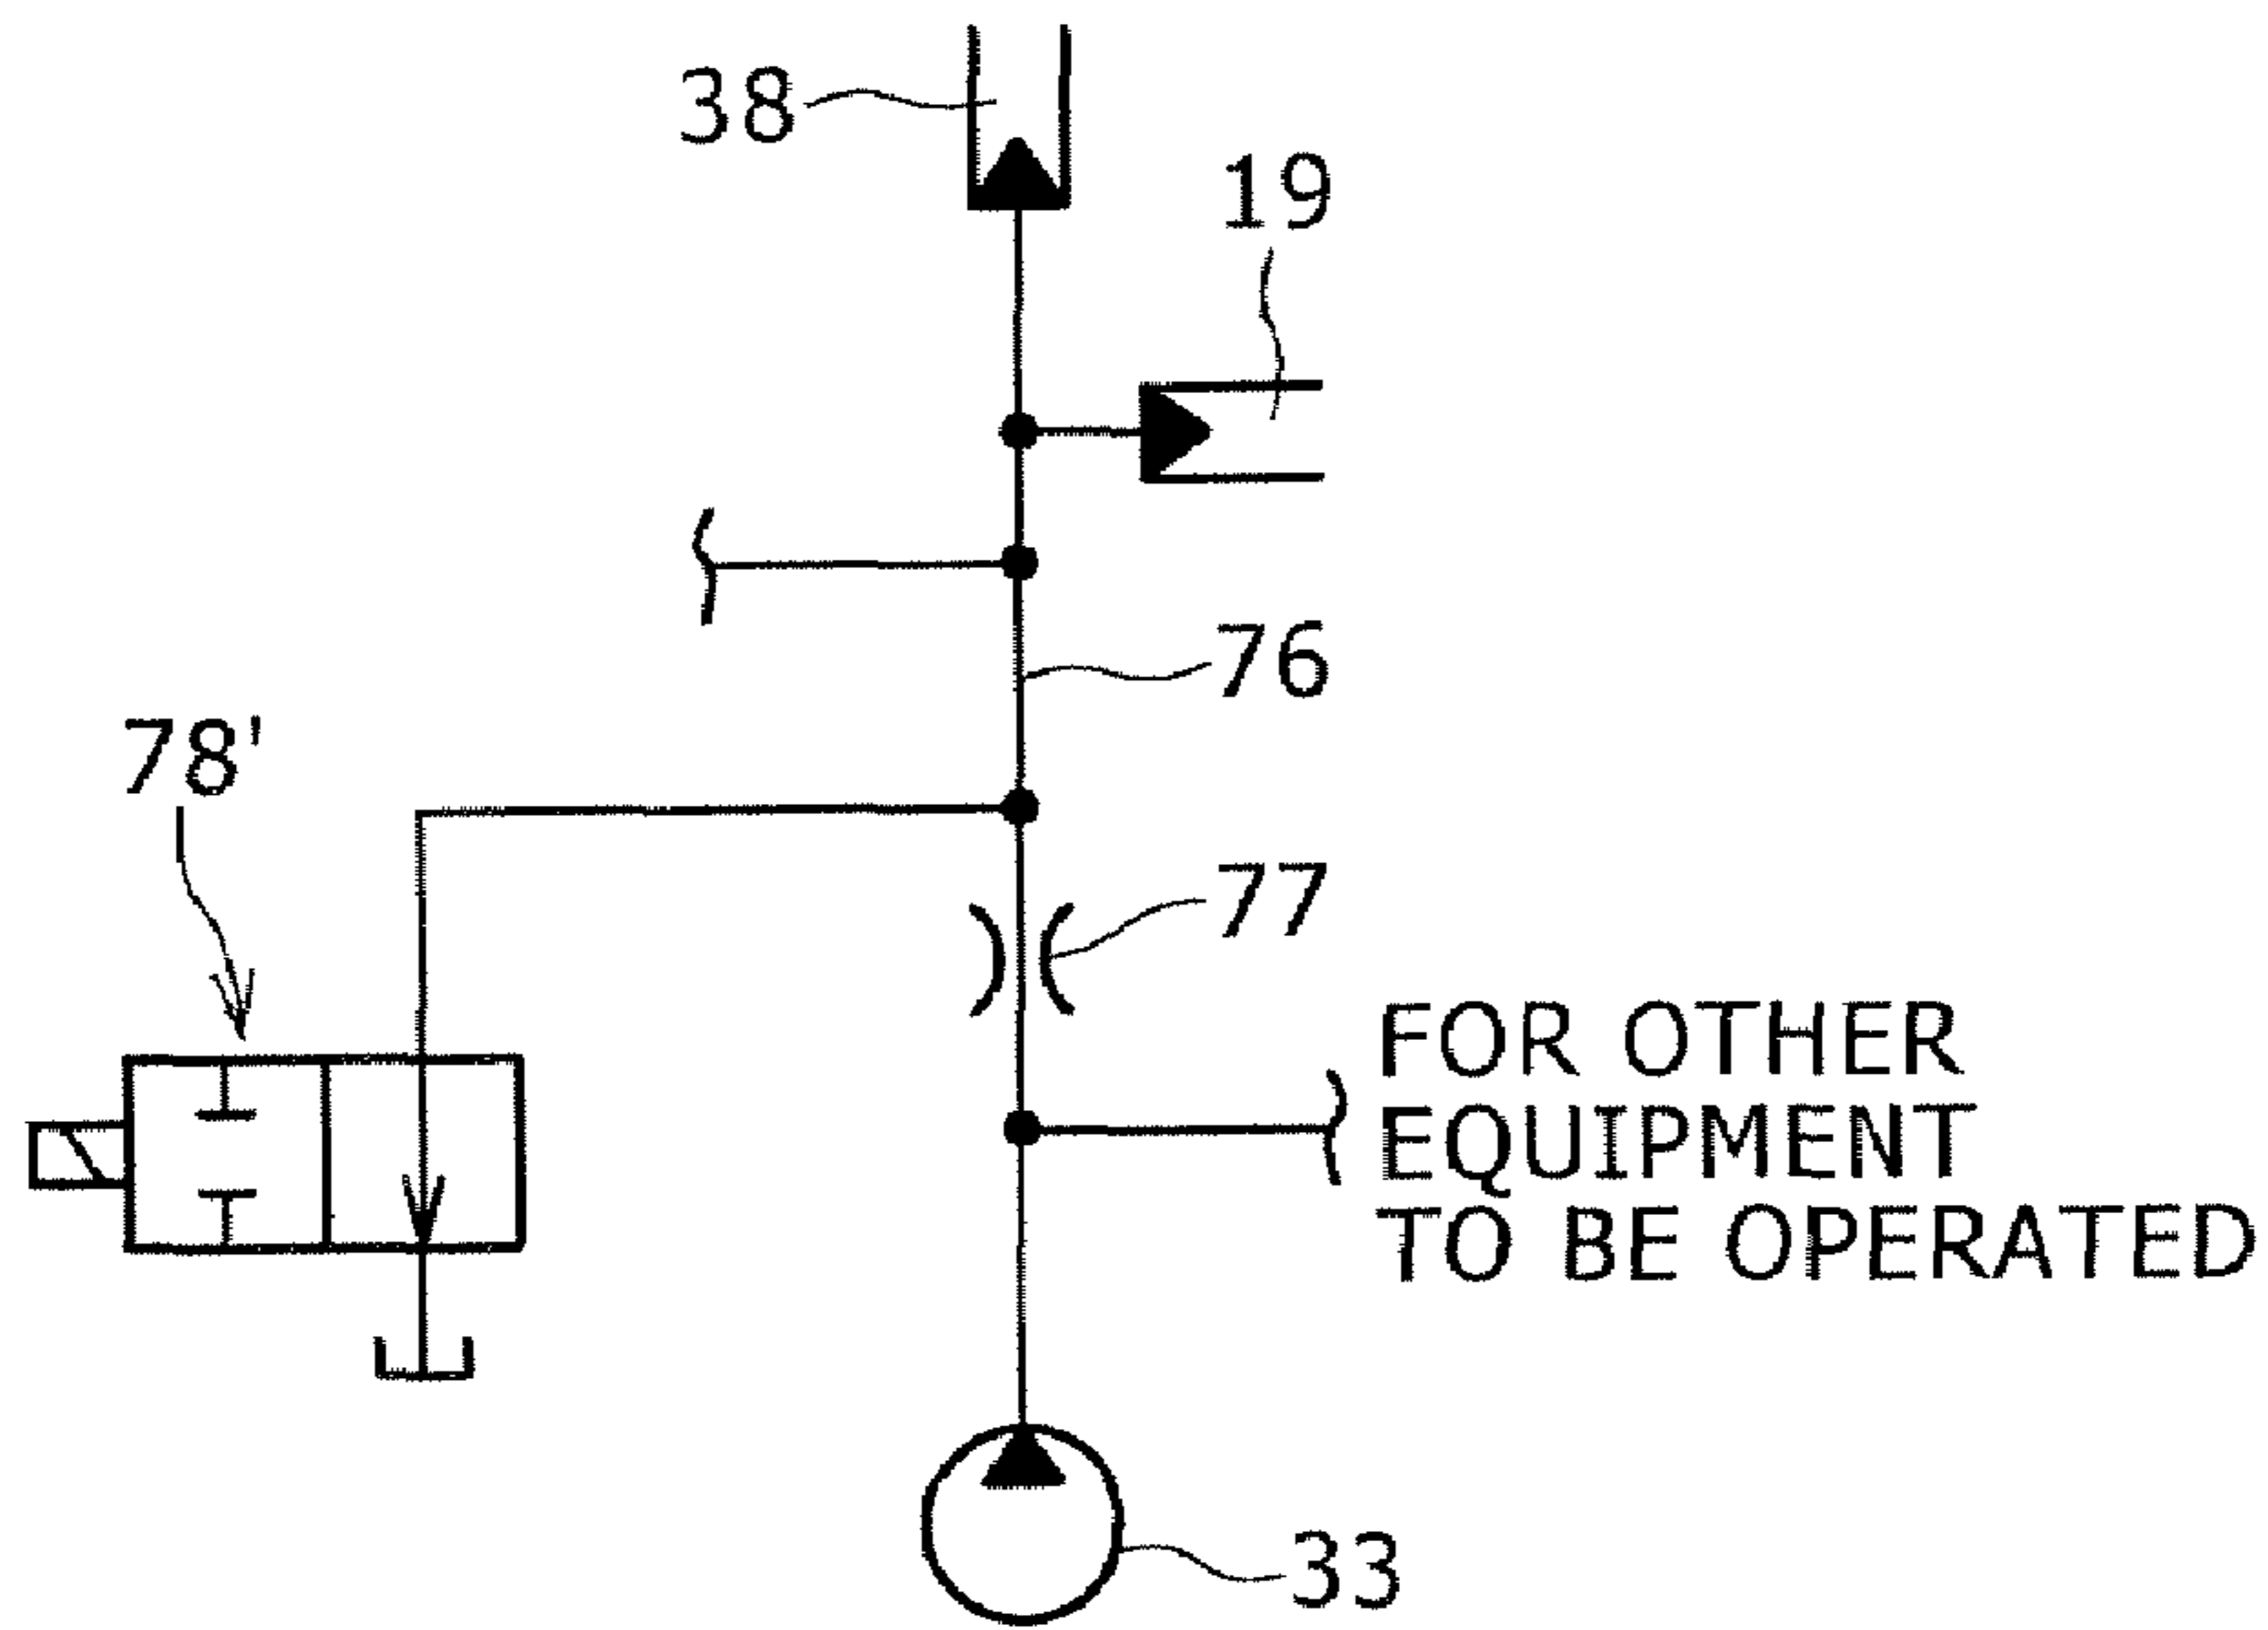 38
19
76
78'
77
FOR OTHER
EQUIPMENT
TO BE OPERATED
33